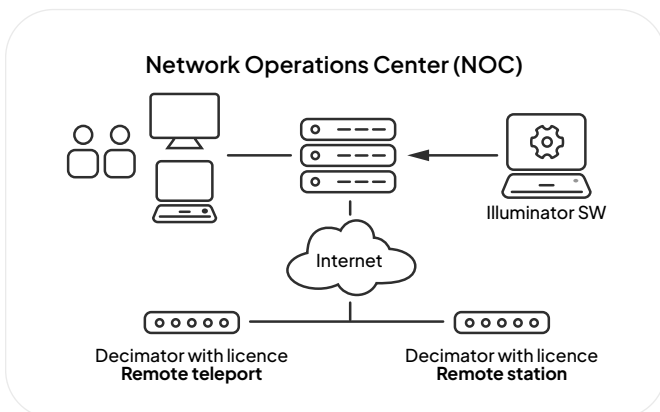 Network Operations Center (NOC)
Illuminator SW
Internet
Decimator with licence
Remote teleport
Decimator with licence
Remote station